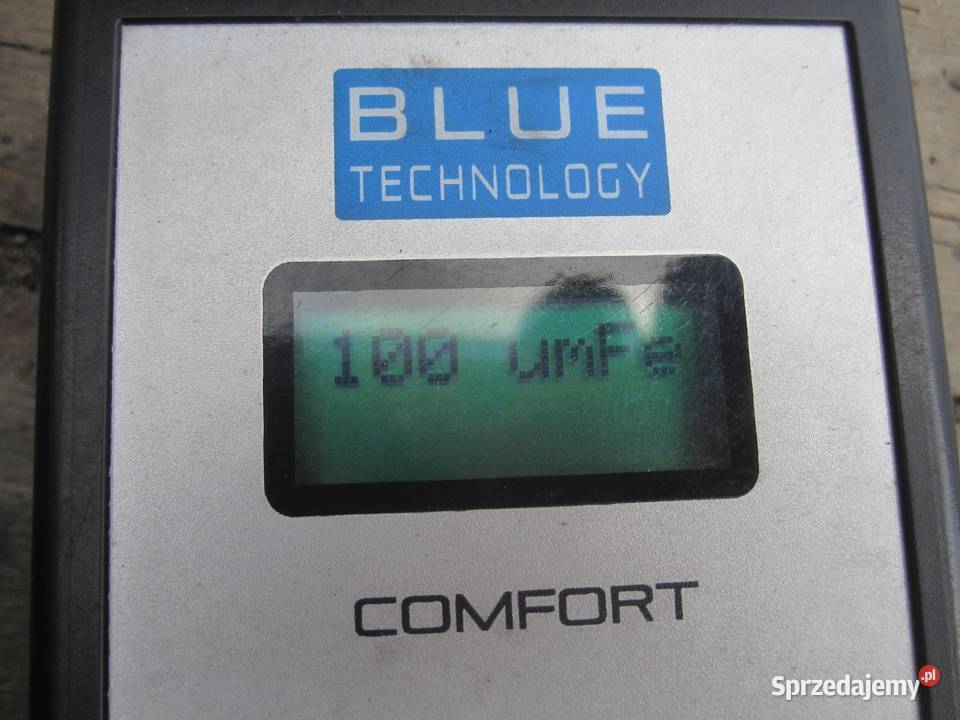 BLUE
TECHNOLOGY
100 umFe
COMFORT
Sprzedajemy.pl